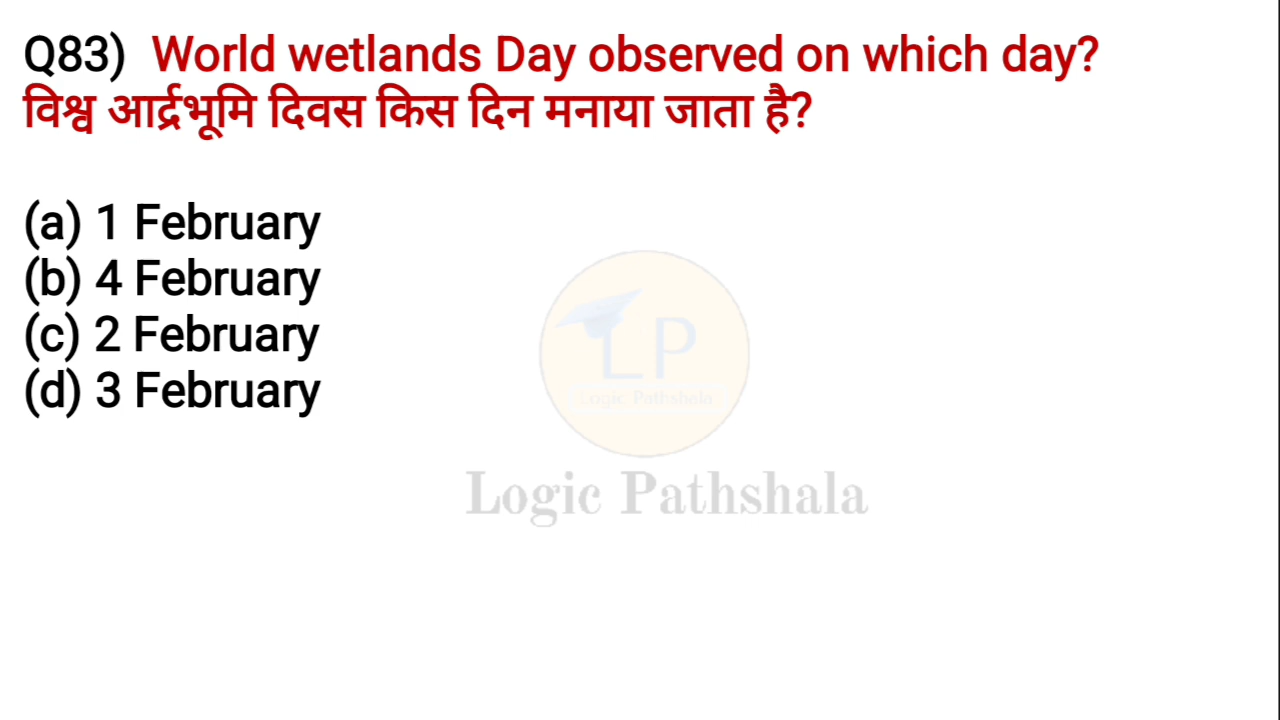 Q83) World wetlands Day observed on which day?
विश्व आर्द्रभूमि दिवस किस दिन मनाया जाता है?
(a) 1 February
(b) 4 February
(c) 2 February
(d) 3 February
LP
Logic Pathshala
Logic Pathshala